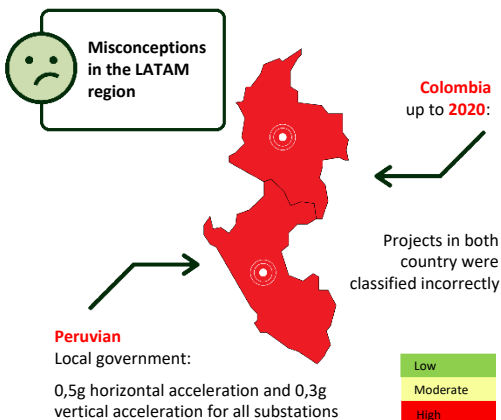 Misconceptions
in the LATAM
region
Colombia
up to 2020:
Projects in both
country were
classified incorrectly
Peruvian
Local government:
0,5g horizontal acceleration and 0,3g
vertical acceleration for all substations
Low
Moderate
High